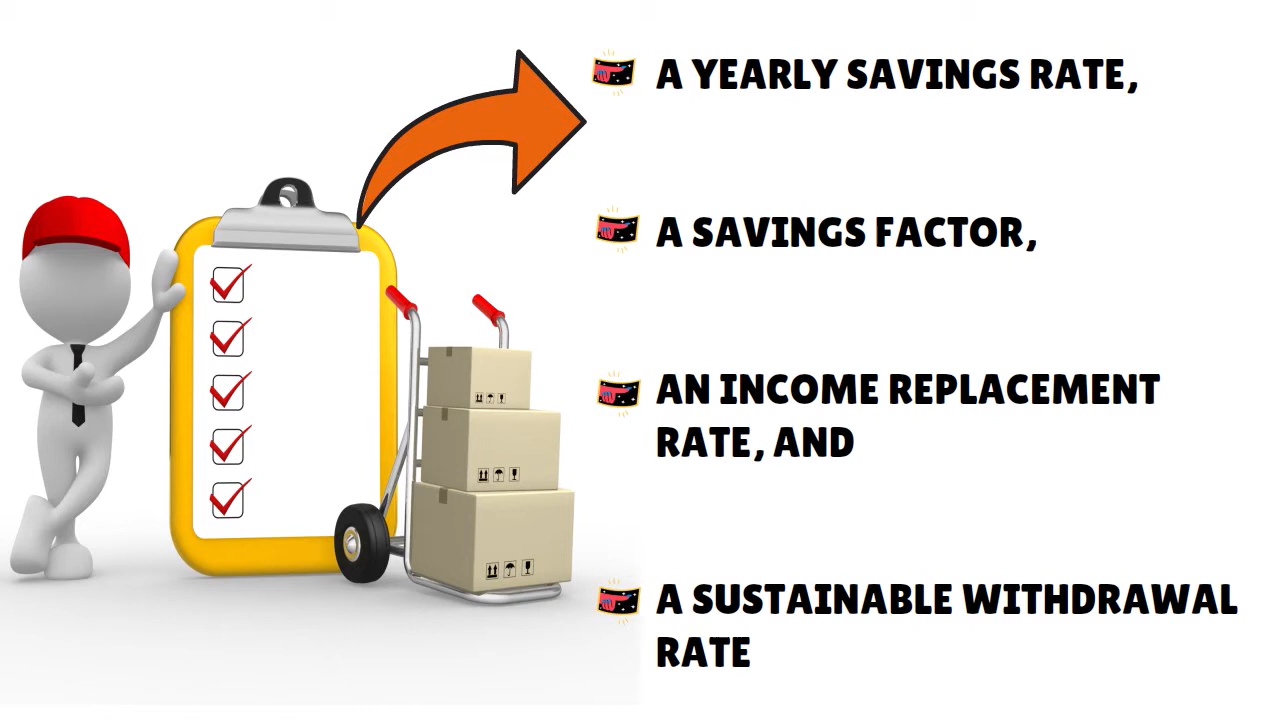 A YEARLY SAVINGS RATE,
A SAVINGS FACTOR,
AN INCOME REPLACEMENT
RATE, AND
A SUSTAINABLE WITHDRAWAL
RATE